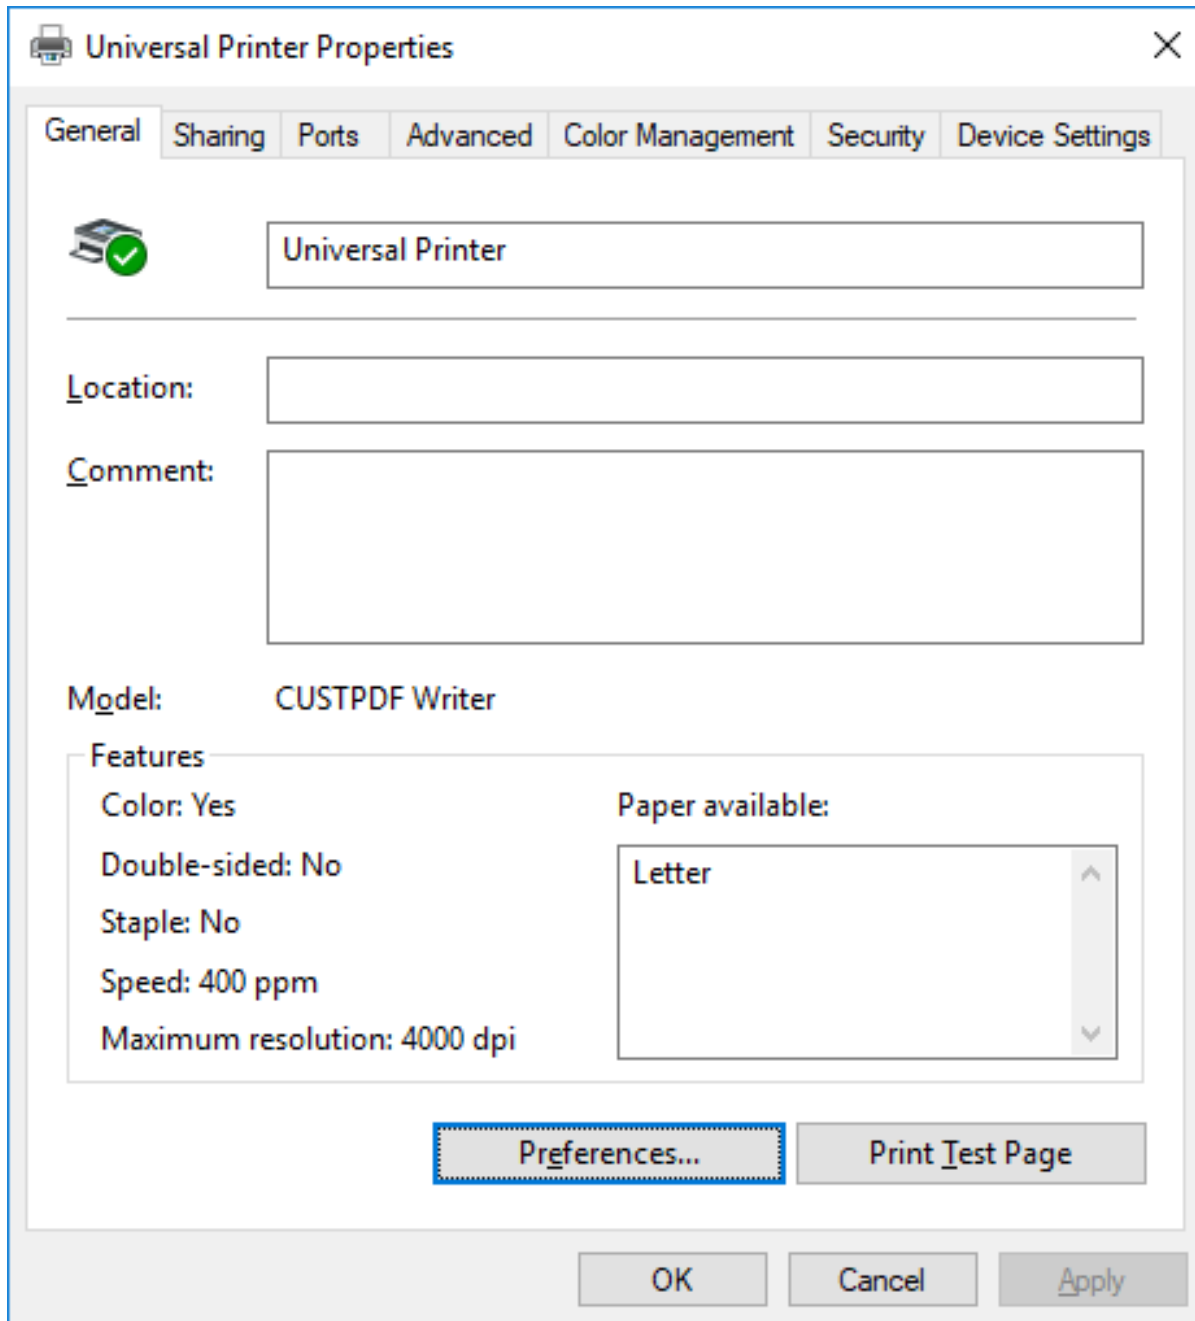 Universal Printer Properties
General Sharing Ports Advanced Color Management Security Device Settings
Universal Printer
Location:
Comment:
Model: CUSTPDF Writer
Features
Color: Yes
Paper available:
Double-sided: No
Letter
Staple: No
Speed: 400 ppm
Maximum resolution: 4000 dpi
Preferences... Print Test Page
OK Cancel Apply